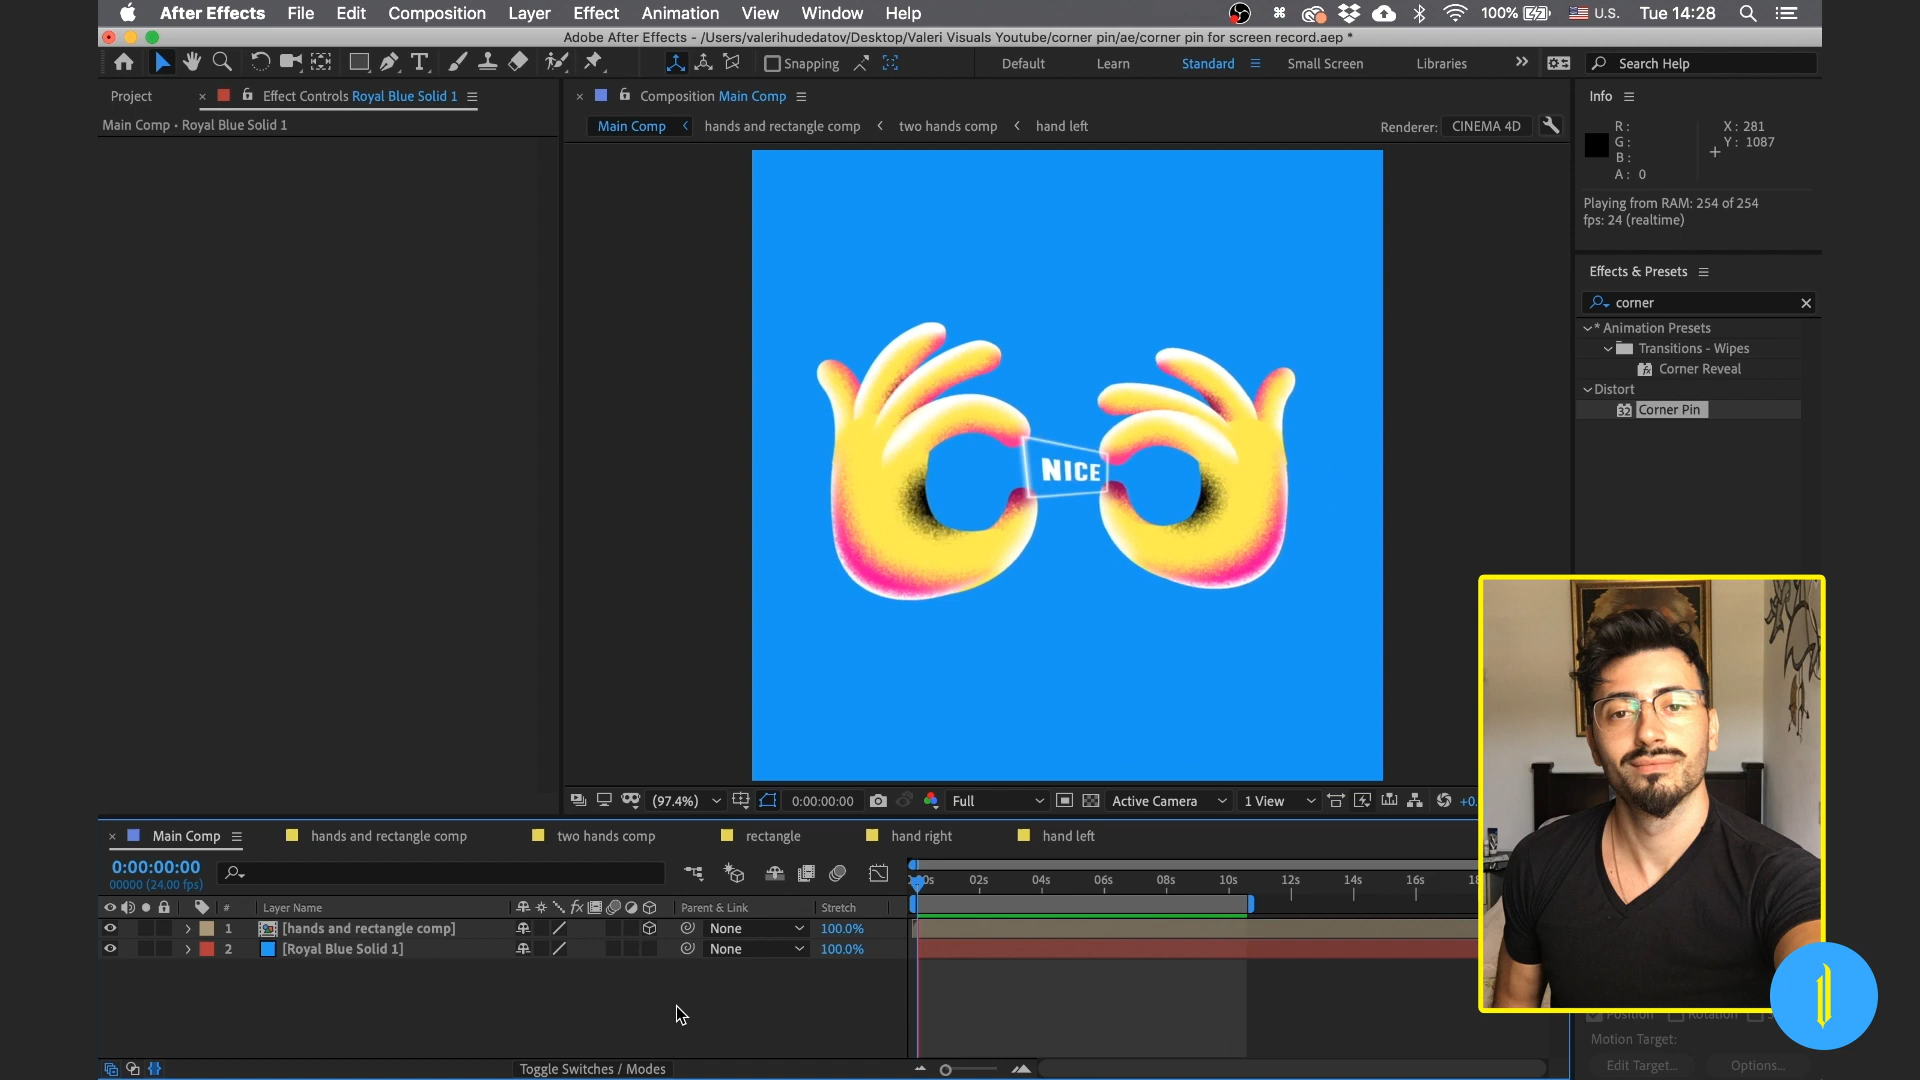 After Effects File Edit Composition Layer Effect Animation View Window Help 100% U.S. Tue 14:28
Adobe After Effects - /Users/valerihudedatov/Desktop/Valeri Visuals Youtube/corner pin/ae/corner pin for screen record.aep *
Snapping Default Learn Standard Small Screen Libraries Search Help
Project Effect Controls Royal Blue Solid 1 Composition Main Comp Info
Main Comp • Royal Blue Solid 1
Main Comp hands and rectangle comp two hands comp hand left Renderer: CINEMA 4D
R: X: 281
G: Y: 1087
B:
A: 0
Playing from RAM: 254 of 254
fps: 24 (realtime)
Effects & Presets
corner
* Animation Presets
Transitions - Wipes
Corner Reveal
Distort
32 Corner Pin
NICE
(97.4%) 0:00:00:00 Full Active Camera 1 View +0.
Main Comp hands and rectangle comp two hands comp rectangle hand right hand left
0:00:00:00
00000 (24.00 fps)
02s 04s 06s 08s 10s 12s 14s 16s
# Layer Name fx Parent & Link Stretch
1 [hands and rectangle comp] None 100.0%
2 [Royal Blue Solid 1] None 100.0%
Position Rotation
Motion Target:
Edit Target... Options...
Toggle Switches / Modes